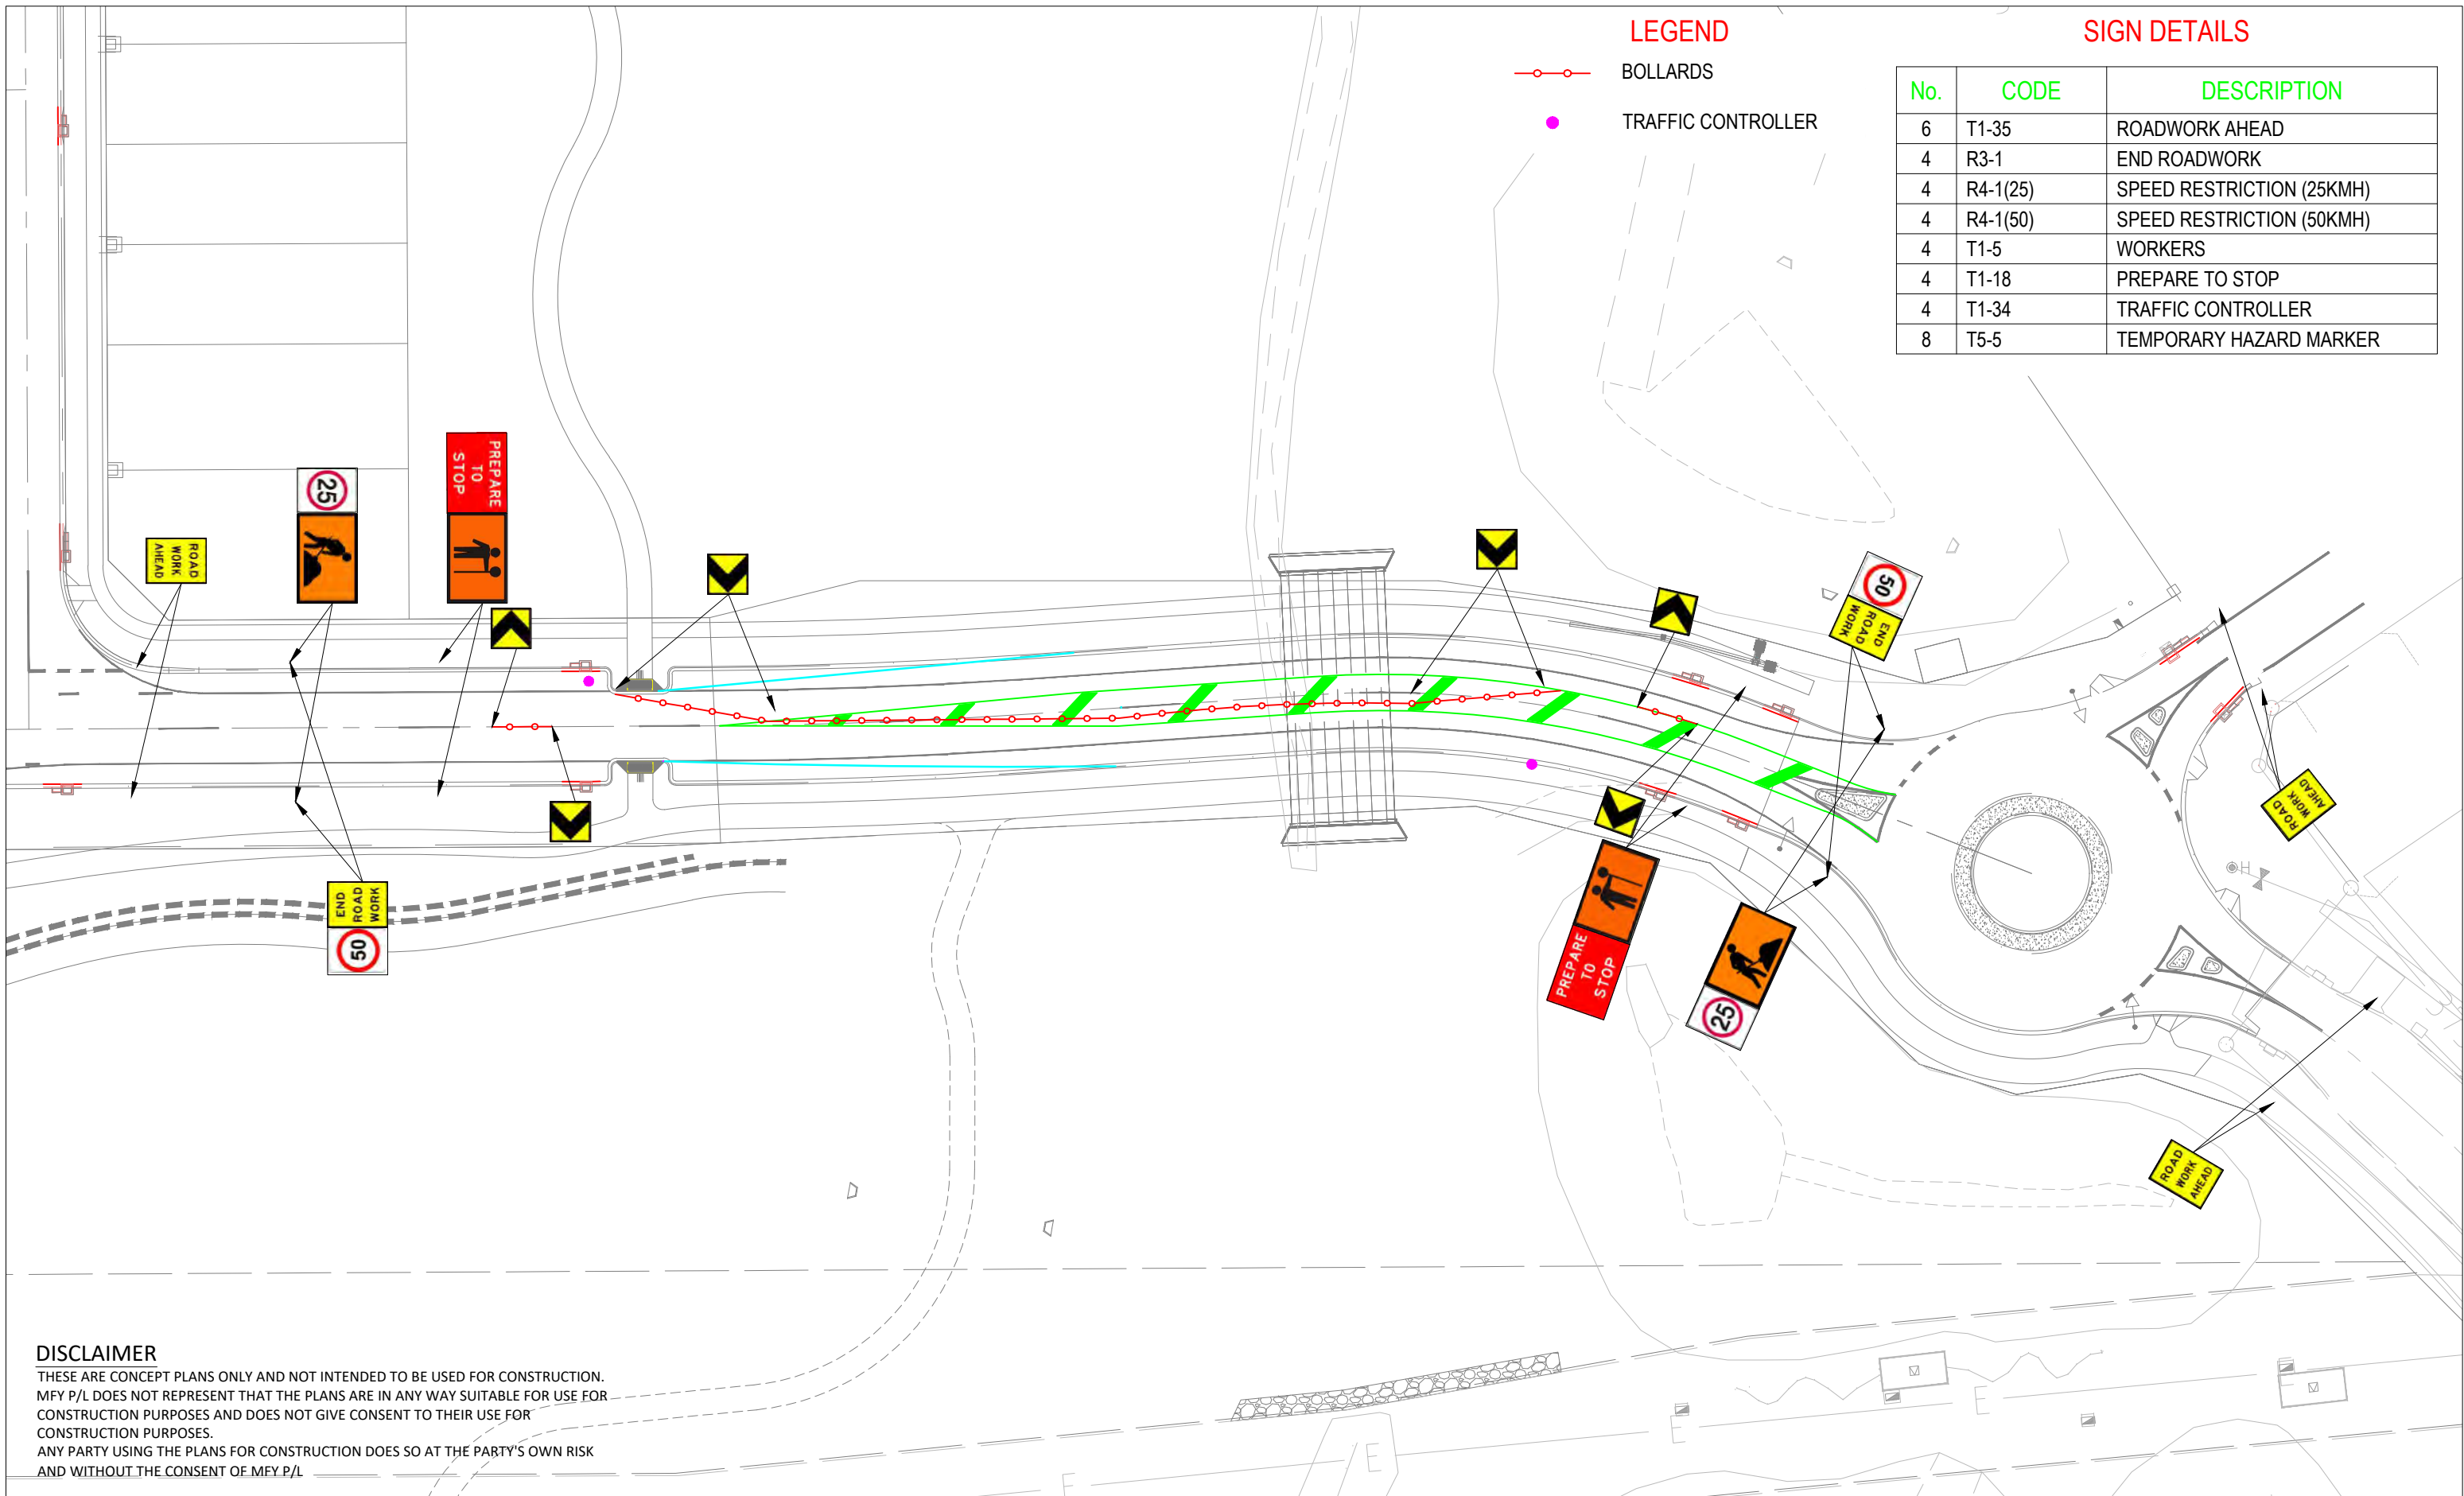 LEGEND
BOLLARDS
TRAFFIC CONTROLLER
SIGN DETAILS
No. CODE DESCRIPTION
6 T1-35 ROADWORK AHEAD
4 R3-1 END ROADWORK
4 R4-1(25) SPEED RESTRICTION (25KMH)
4 R4-1(50) SPEED RESTRICTION (50KMH)
4 T1-5 WORKERS
4 T1-18 PREPARE TO STOP
4 T1-34 TRAFFIC CONTROLLER
8 T5-5 TEMPORARY HAZARD MARKER
ROAD
WORK
AHEAD
25
PREPARE
TO
STOP
END
ROAD
WORK
50
50
END
ROAD
WORK
PREPARE
TO
STOP
25
ROAD
WORK
AHEAD
ROAD
WORK
AHEAD
DISCLAIMER
THESE ARE CONCEPT PLANS ONLY AND NOT INTENDED TO BE USED FOR CONSTRUCTION.
MFY P/L DOES NOT REPRESENT THAT THE PLANS ARE IN ANY WAY SUITABLE FOR USE FOR
CONSTRUCTION PURPOSES AND DOES NOT GIVE CONSENT TO THEIR USE FOR
CONSTRUCTION PURPOSES.
ANY PARTY USING THE PLANS FOR CONSTRUCTION DOES SO AT THE PARTY'S OWN RISK
AND WITHOUT THE CONSENT OF MFY P/L